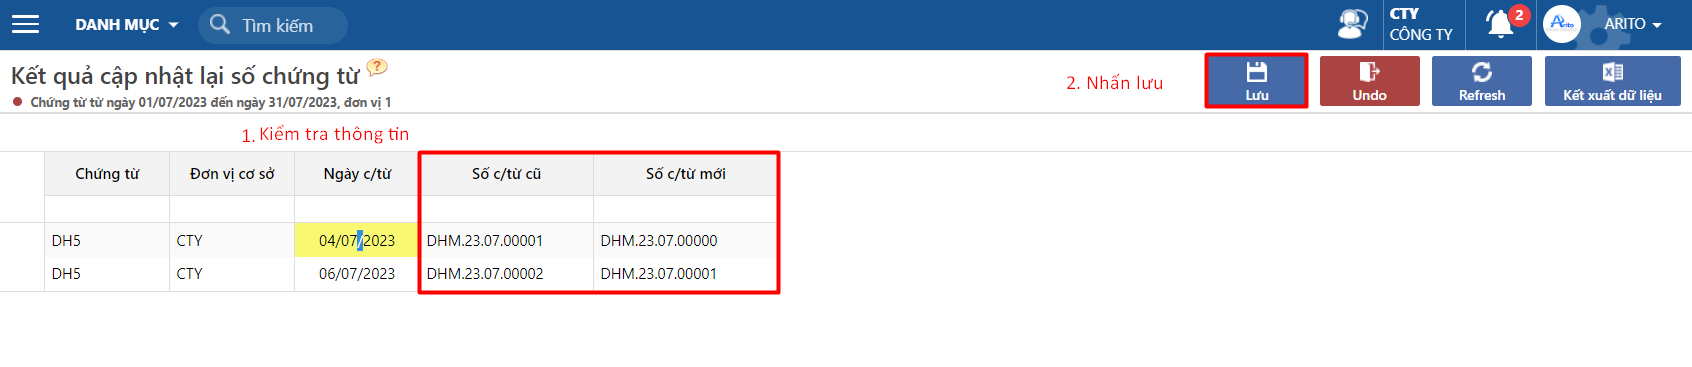 DANH MỤC
Tìm kiếm
CTY
CÔNG TY
2
Arito
ARITO
Kết quả cập nhật lại số chứng từ
?
Chứng từ từ ngày 01/07/2023 đến ngày 31/07/2023, đơn vị 1
2. Nhấn lưu
Lưu
Undo
Refresh
Kết xuất dữ liệu
1. Kiểm tra thông tin
Chứng từ Đơn vị cơ sở Ngày c/từ Số c/từ cũ Số c/từ mới
DH5 CTY 04/07/2023 DHM.23.07.00001 DHM.23.07.00000
DH5 CTY 06/07/2023 DHM.23.07.00002 DHM.23.07.00001